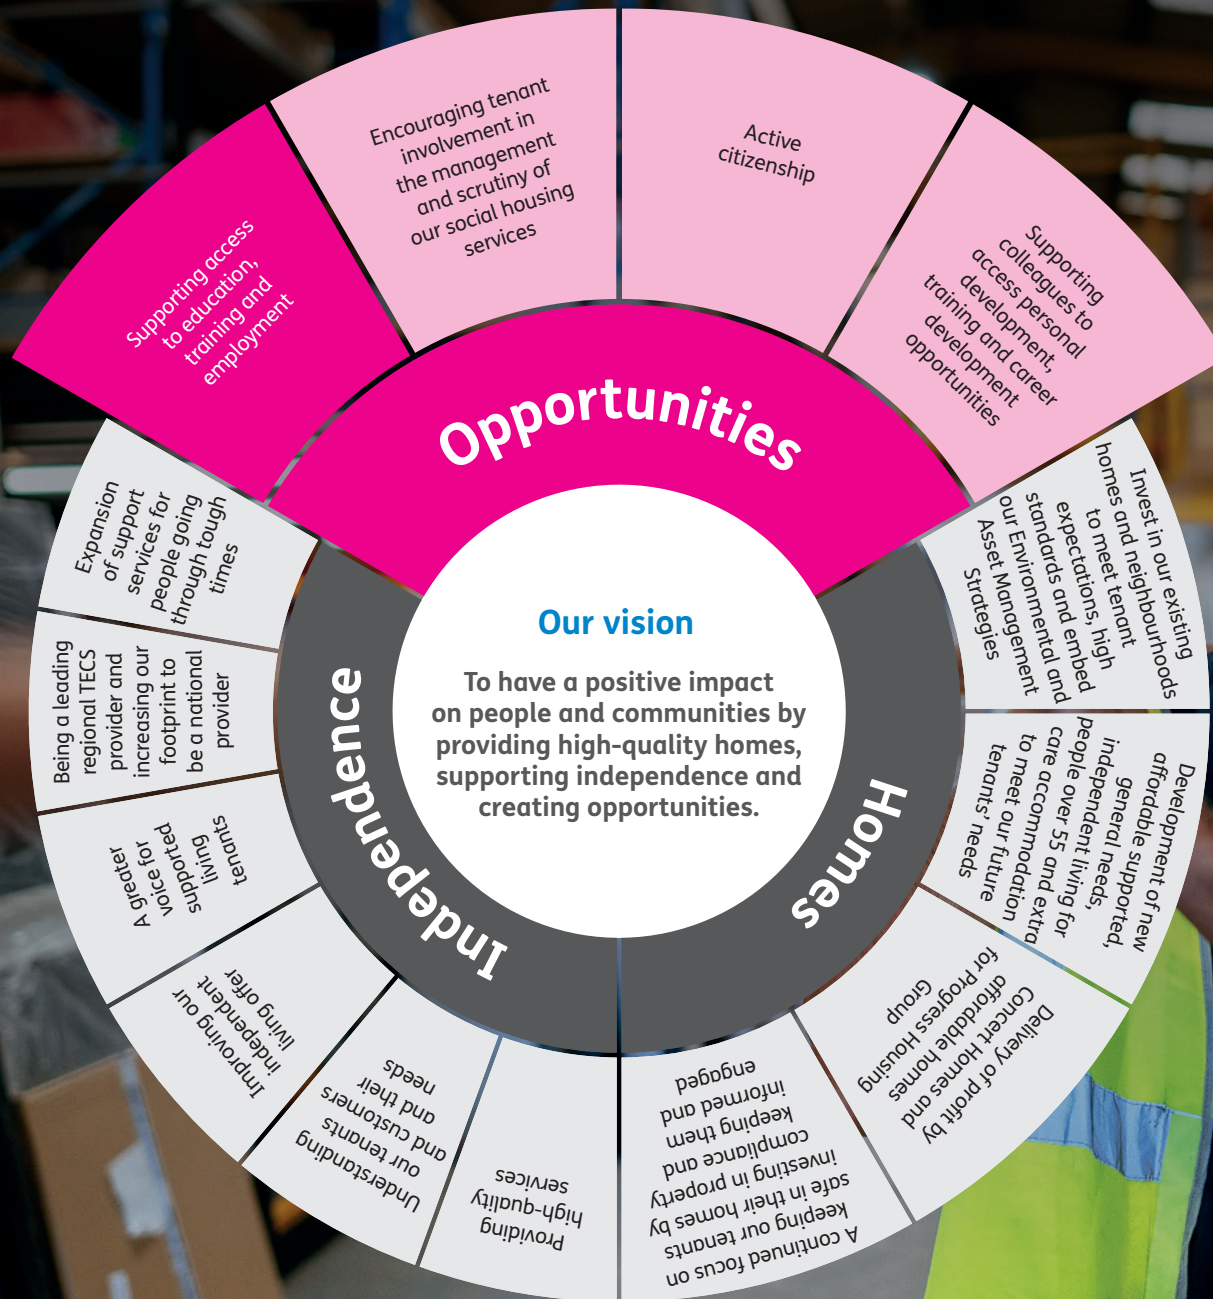 Our vision
To have a positive impact
on people and communities by
providing high-quality homes,
supporting independence and
creating opportunities.
Opportunities
Supporting access
to education,
training and
employment
Encouraging tenant
involvement in
the management
and scrutiny of
our social housing
services
Active
citizenship
Supporting
colleagues to
access personal
development,
training and career
development
opportunities
Homes
Invest in our existing
homes and neighbourhoods
to meet tenant
expectations, high
standards and embed
our Environmental and
Asset Management
Strategies
Development of new
affordable supported,
general needs,
independent living for
people over 55 and extra
care accommodation
to meet our future
tenants' needs
Delivery of profit by
Concert Homes and
affordable homes
for Progress Housing
Group
A continued focus on
keeping our tenants
safe in their homes by
investing in property
compliance and
keeping them
informed and
engaged
Independence
Providing
high-quality
services
Understanding
our tenants
and customers
and their
needs
Improving our
independent
living offer
A greater
voice for
supported
living
tenants
Being a leading
regional TECS
provider and
increasing our
footprint to
be a national
provider
Expansion
of support
services for
people going
through tough
times